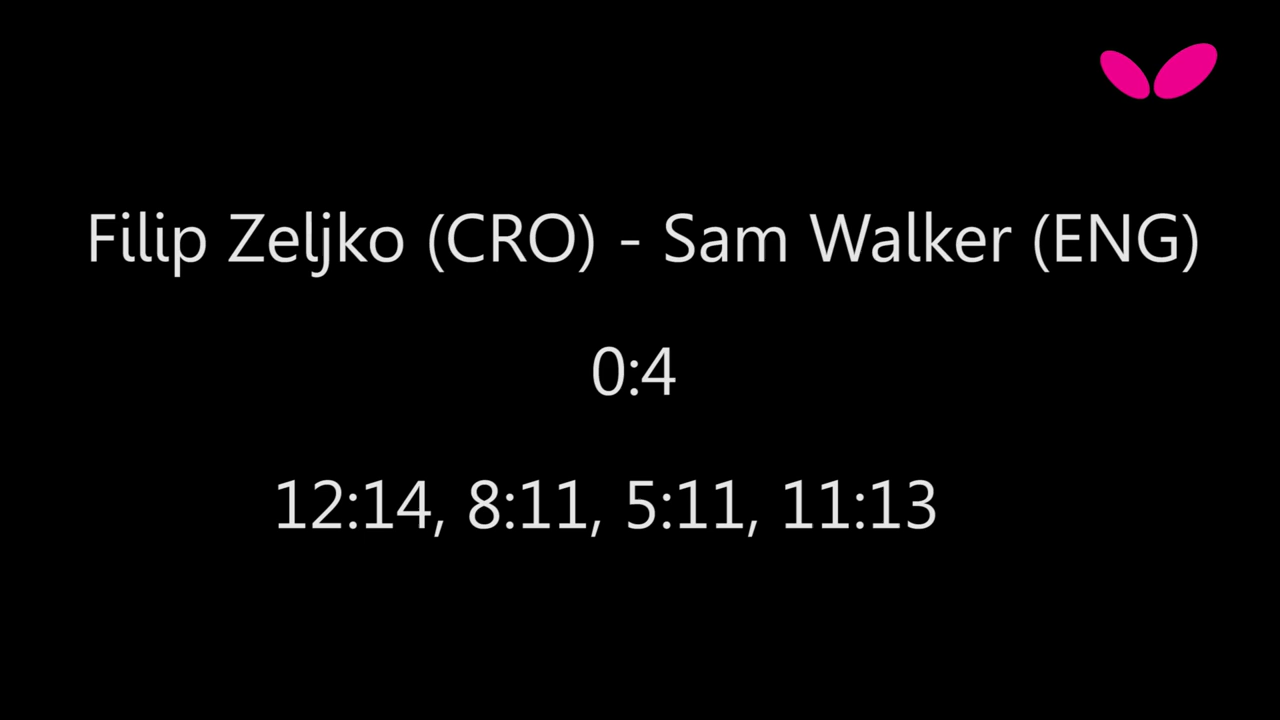 Filip Zeljko (CRO) - Sam Walker (ENG)
0:4
12:14, 8:11, 5:11, 11:13